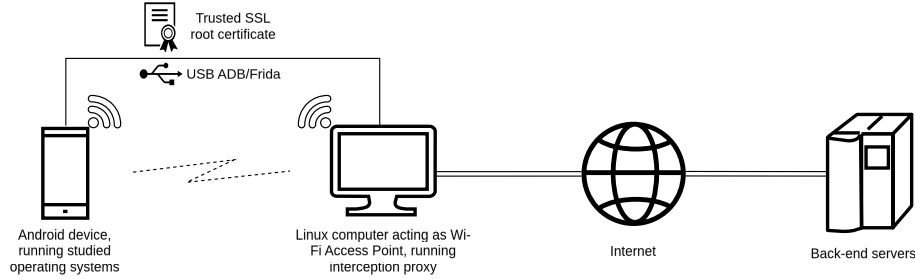 Trusted SSL
root certificate
USB ADB/Frida
Android device,
running studied
operating systems
Linux computer acting as Wi-
Fi Access Point, running
interception proxy
Internet
Back-end servers